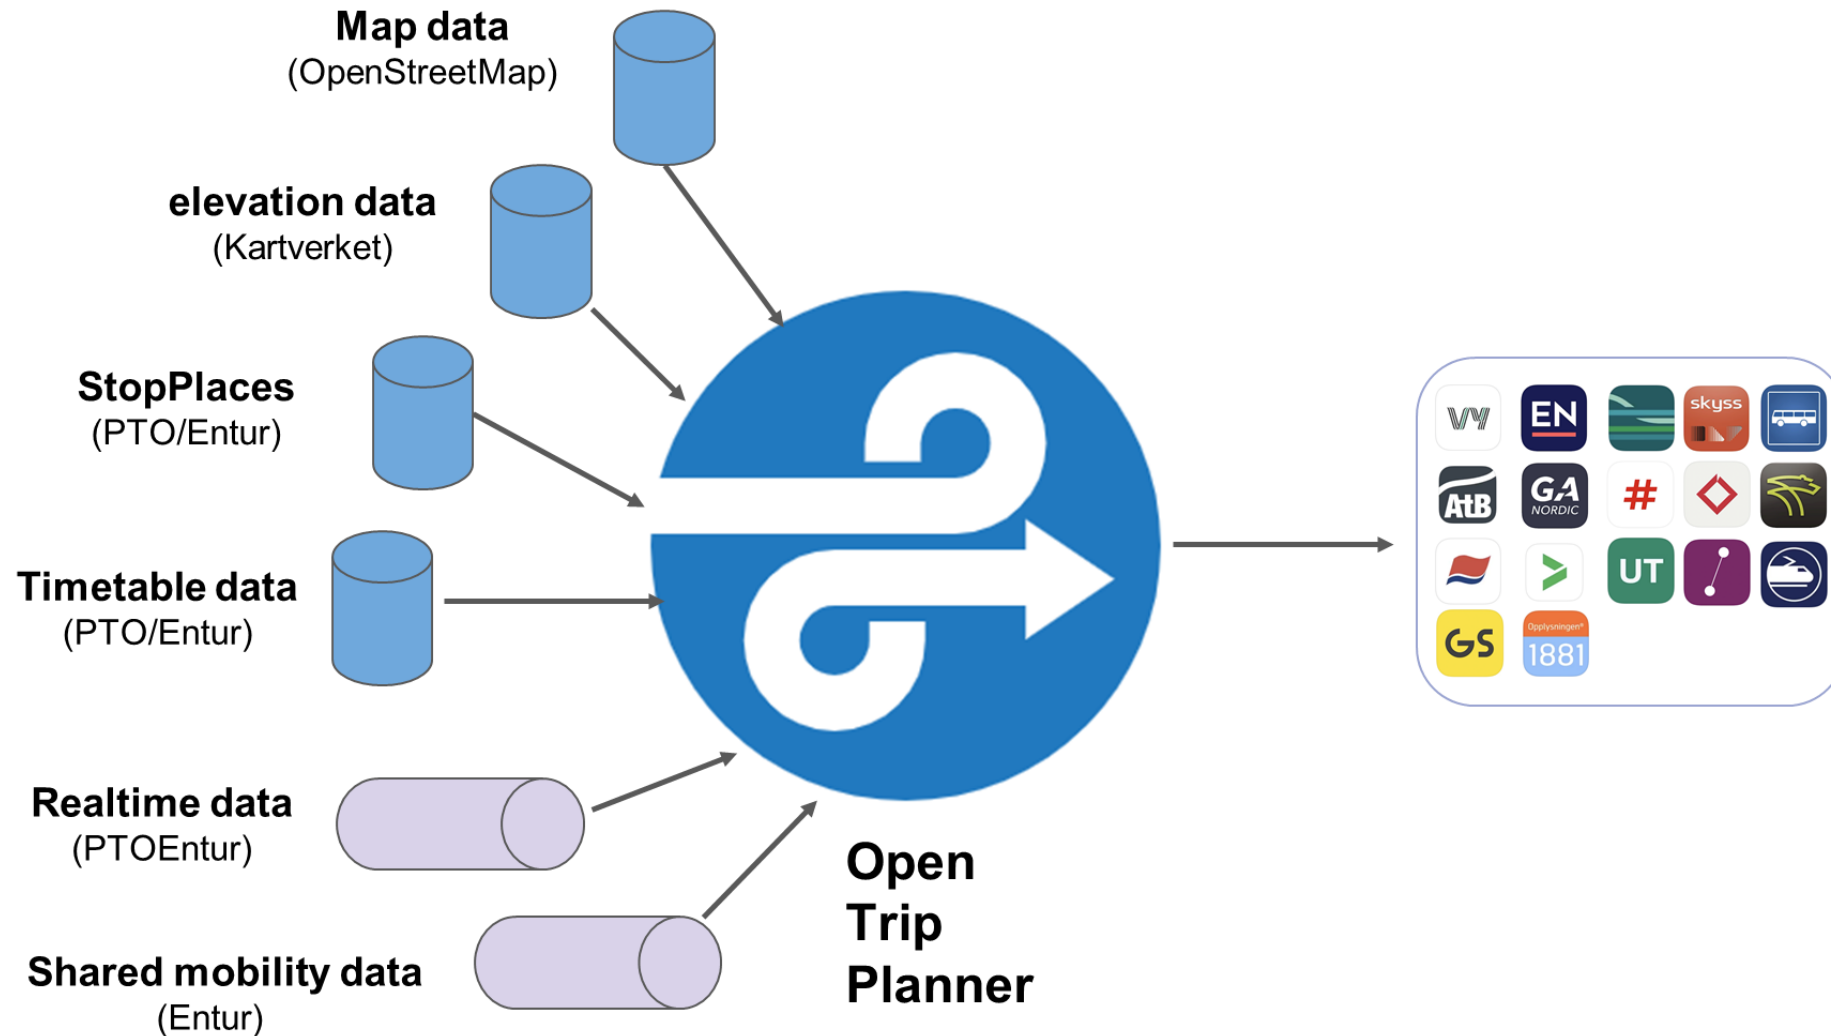 Map data
(OpenStreetMap)
elevation data
(Kartverket)
StopPlaces
(PTO/Entur)
Timetable data
(PTO/Entur)
Realtime data
(PTOEntur)
Shared mobility data
(Entur)
Open
Trip
Planner
VY
EN
skyss
AtB
GA
NORDIC
#
UT
GS
Opplysningen®
1881